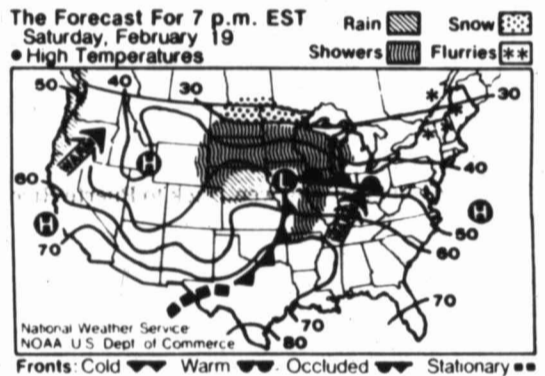 The Forecast For 7 p.m. EST
Saturday, February 19
● High Temperatures
Rain Snow
Showers Flurries
50 40 30 30
WARM
H
40
60
L
H
H
50
70
60
70
70
80
National Weather Service
NOAA U S Dept of Commerce
Fronts: Cold Warm Occluded Stationary